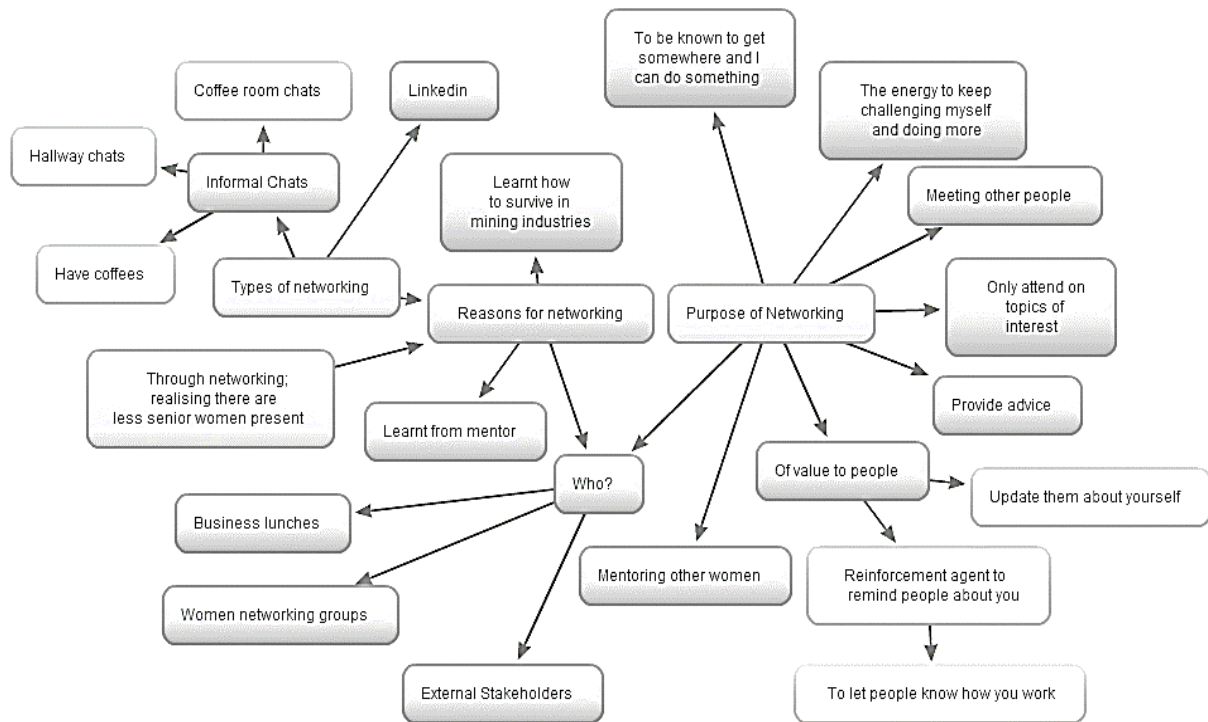 To be known to get
somewhere and I
can do something
Coffee room chats
Linkedin
The energy to keep
challenging myself
and doing more
Hallway chats
Informal Chats
Learnt how
to survive in
mining industries
Meeting other people
Have coffees
Types of networking
Reasons for networking
Purpose of Networking
Only attend on
topics of
interest
Through networking;
realising there are
less senior women present
Learnt from mentor
Provide advice
Who?
Of value to people
Update them about yourself
Business lunches
Mentoring other women
Reinforcement agent to
remind people about you
Women networking groups
External Stakeholders
To let people know how you work